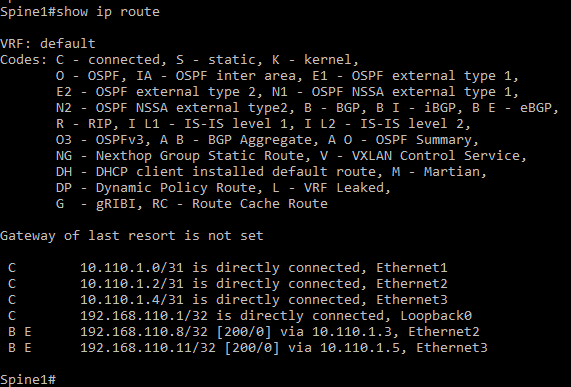 Spine1#show ip route
VRF: default
Codes: C - connected, S - static, K - kernel,
O - OSPF, IA - OSPF inter area, E1 - OSPF external type 1,
E2 - OSPF external type 2, N1 - OSPF NSSA external type 1,
N2 - OSPF NSSA external type2, B - BGP, B I - iBGP, B E - eBGP,
R - RIP, I L1 - IS-IS level 1, I L2 - IS-IS level 2,
O3 - OSPFv3, A B - BGP Aggregate, A O - OSPF Summary,
NG - Nexthop Group Static Route, V - VXLAN Control Service,
DH - DHCP client installed default route, M - Martian,
DP - Dynamic Policy Route, L - VRF Leaked,
G  - gRIBI, RC - Route Cache Route
Gateway of last resort is not set
C        10.110.1.0/31 is directly connected, Ethernet1
C        10.110.1.2/31 is directly connected, Ethernet2
C        10.110.1.4/31 is directly connected, Ethernet3
C        192.168.110.1/32 is directly connected, Loopback0
B E      192.168.110.8/32 [200/0] via 10.110.1.3, Ethernet2
B E      192.168.110.11/32 [200/0] via 10.110.1.5, Ethernet3
Spine1#